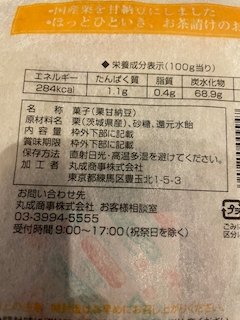 ・国産栗を甘納豆にしました
・ほっとひといき、お茶請けのお
◆ 栄養成分表示(100g当り)
エネルギー たんぱく質 脂質 炭水化物
284kcal 1.1g 0.4g 68.9g
名称 菓子(栗甘納豆)
原材料 栗(茨城県産)、砂糖、還元水飴
内容量 枠外下部に記載
賞味期限 枠外下部に記載
保存方法 直射日光・高温多湿を避けてください。
加工者 丸成商事株式会社
東京都練馬区豊玉北1-5-3
お問い合わせ先
丸成商事株式会社 お客様相談室
03-3994-5555
受付時間 9:00~17:00(祝祭日を除く)